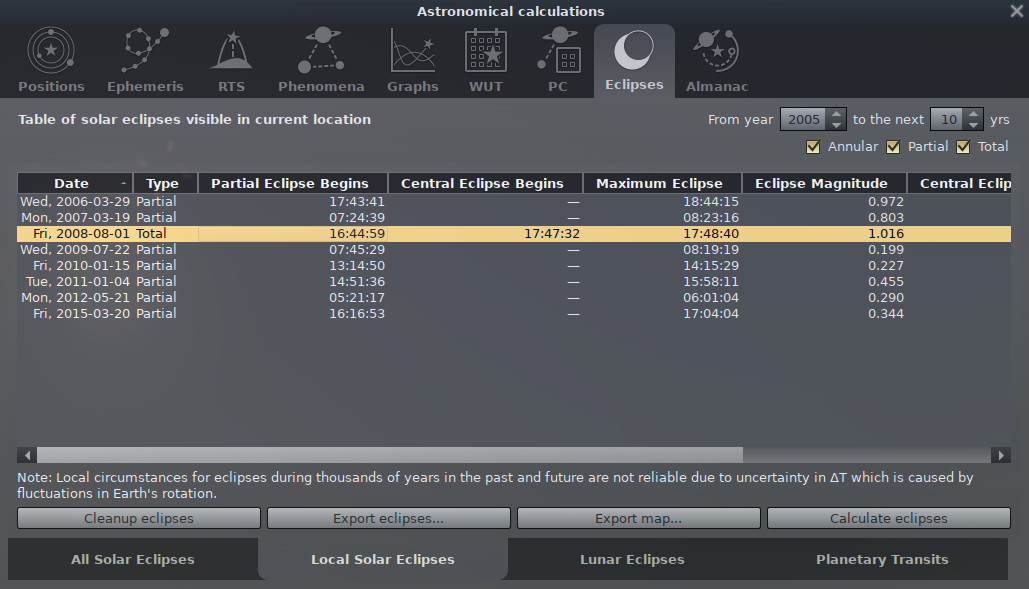 Astronomical calculations
Positions Ephemeris RTS Phenomena Graphs WUT PC Eclipses Almanac
Table of solar eclipses visible in current location From year 2005 to the next 10 yrs
Annular Partial Total
Date Type Partial Eclipse Begins Central Eclipse Begins Maximum Eclipse Eclipse Magnitude Central Eclip
Wed, 2006-03-29 Partial 17:43:41 — 18:44:15 0.972
Mon, 2007-03-19 Partial 07:24:39 — 08:23:16 0.803
Fri, 2008-08-01 Total 16:44:59 17:47:32 17:48:40 1.016
Wed, 2009-07-22 Partial 07:45:29 — 08:19:19 0.199
Fri, 2010-01-15 Partial 13:14:50 — 14:15:29 0.227
Tue, 2011-01-04 Partial 14:51:36 — 15:58:11 0.455
Mon, 2012-05-21 Partial 05:21:17 — 06:01:04 0.290
Fri, 2015-03-20 Partial 16:16:53 — 17:04:04 0.344
Note: Local circumstances for eclipses during thousands of years in the past and future are not reliable due to uncertainty in ΔT which is caused by
fluctuations in Earth's rotation.
Cleanup eclipses Export eclipses... Export map... Calculate eclipses
All Solar Eclipses Local Solar Eclipses Lunar Eclipses Planetary Transits